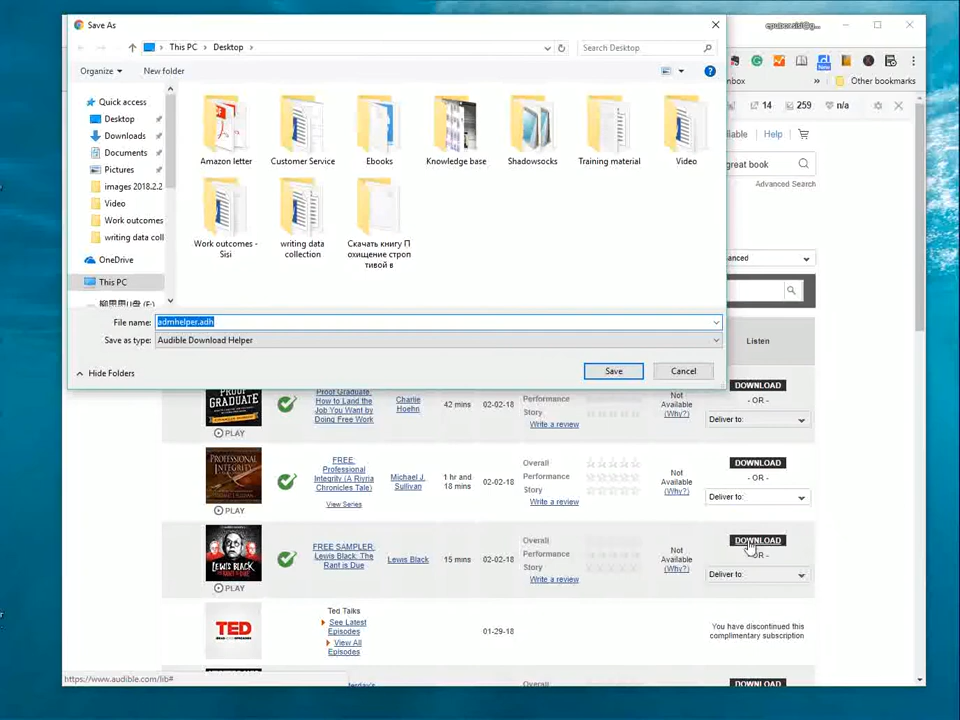 Save As
epubor.sisi@g...
This PC > Desktop >
Search Desktop
Organize
New folder
Other bookmarks
14
259
n/a
Quick access
Desktop
Downloads
Documents
Pictures
images 2018.2.2
Video
Work outcomes
writing data coll
OneDrive
This PC
Amazon letter
Customer Service
Ebooks
Knowledge base
Shadowsocks
Training material
Video
Work outcomes - Sisi
writing data collection
Скачать книгу П
охищение строп
тивой в
Help
great book
Advanced Search
File name:
admhelper.adh
Save as type:
Audible Download Helper
Hide Folders
Save
Cancel
Listen
PROOF
GRADUATE
PLAY
Proof Graduate:
How to Land the
Job You Want by
Doing Free Work
Charlie
Hoehn
42 mins
02-02-18
Performance
Story
Write a review
Not
Available
(Why?)
DOWNLOAD
- OR -
Deliver to:
PROFESSIONAL
INTEGRITY
PLAY
FREE:
Professional
Integrity (A Riyria
Chronicles Tale)
View Series
Michael J.
Sullivan
1 hr and
18 mins
02-02-18
Overall
Performance
Story
Write a review
Not
Available
(Why?)
DOWNLOAD
- OR -
Deliver to:
LEWIS BLACK
THE RANT IS DUE
PLAY
FREE SAMPLER:
Lewis Black: The
Rant is Due
Lewis Black
15 mins
02-02-18
Overall
Performance
Story
Write a review
Not
Available
(Why?)
DOWNLOAD
OR -
Deliver to:
TED
Ted Talks
See Latest
Episodes
View All
Episodes
01-29-18
You have discontinued this
complimentary subscription
https://www.audible.com/lib#
Overall
DOWNLOAD